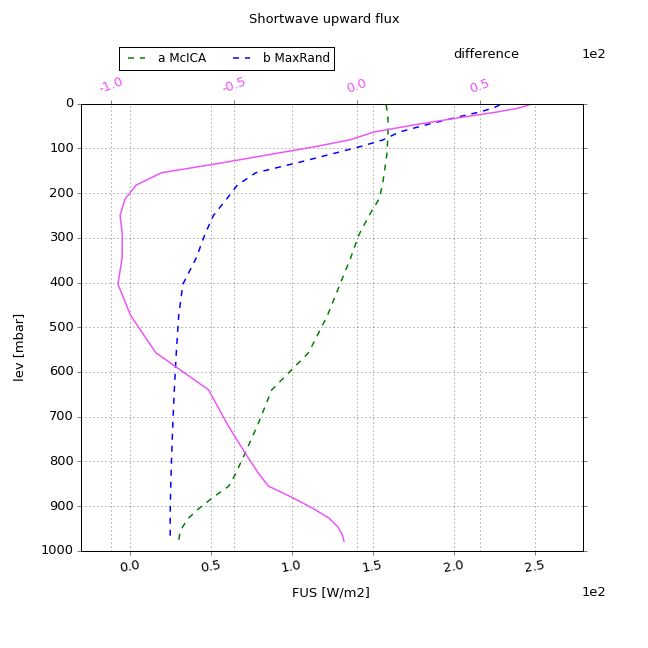 Shortwave upward flux
a McICA b MaxRand
difference 1e2
-1.0 -0.5 0.0 0.5
0
100
200
300
400
500
600
700
800
900
1000
lev [mbar]
0.0 0.5 1.0 1.5 2.0 2.5
FUS [W/m2] 1e2